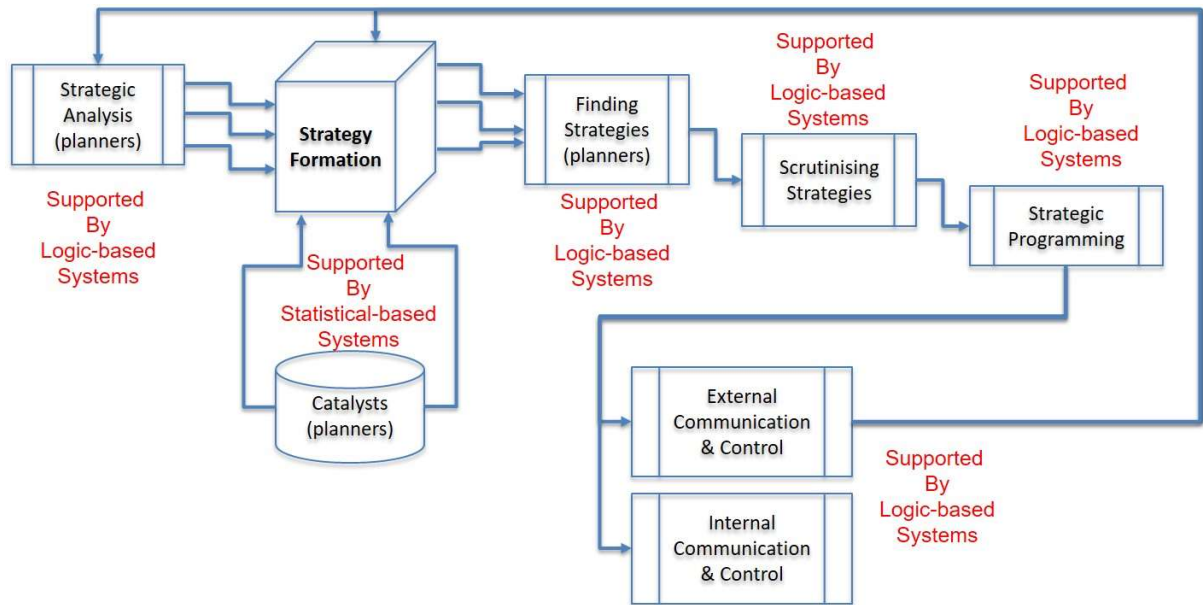 Strategic
Analysis
(planners)
Supported
By
Logic-based
Systems
Strategy
Formation
Supported
By
Statistical-based
Systems
Catalysts
(planners)
Finding
Strategies
(planners)
Supported
By
Logic-based
Systems
Supported
By
Logic-based
Systems
Scrutinising
Strategies
Supported
By
Logic-based
Systems
Strategic
Programming
External
Communication
& Control
Supported
By
Logic-based
Systems
Internal
Communication
& Control